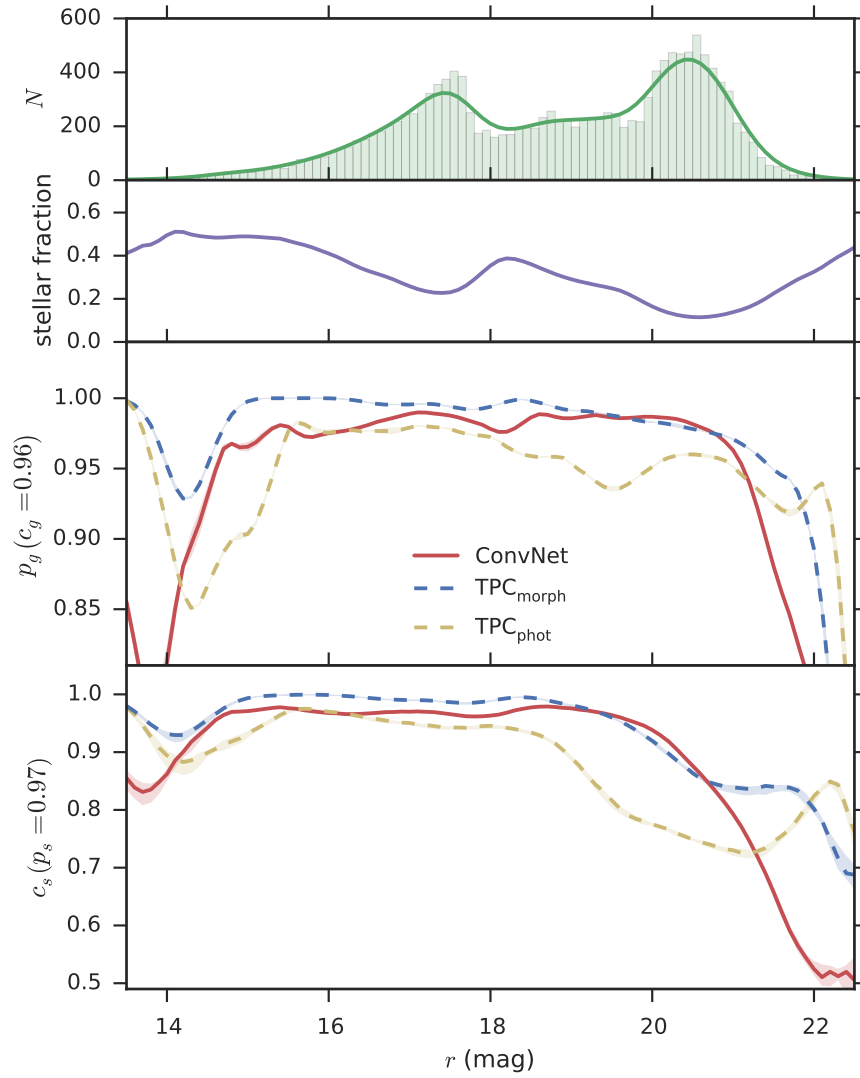 600
400
200
0
N
0.6
0.4
0.2
0.0
stellar fraction
1.00
0.95
0.90
0.85
p_g (c_g = 0.96)
ConvNet
TPC_morph
TPC_phot
1.0
0.9
0.8
0.7
0.6
0.5
c_s (p_s = 0.97)
14 16 18 20 22
r (mag)